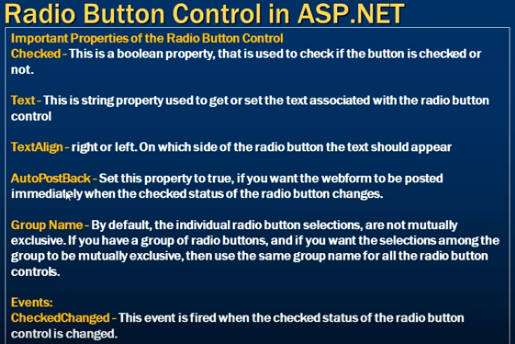 Radio Button Control in ASP.NET
Important Properties of the Radio Button Control
Checked - This is a boolean property, that is used to check if the button is checked or
not.
Text - This is string property used to get or set the text associated with the radio button
control
TextAlign - right or left. On which side of the radio button the text should appear
AutoPostBack - Set this property to true, if you want the webform to be posted
immediately when the checked status of the radio button changes.
Group Name - By default, the individual radio button selections, are not mutually
exclusive. If you have a group of radio buttons, and if you want the selections among the
group to be mutually exclusive, then use the same group name for all the radio button
controls.
Events:
CheckedChanged - This event is fired when the checked status of the radio button
control is changed.